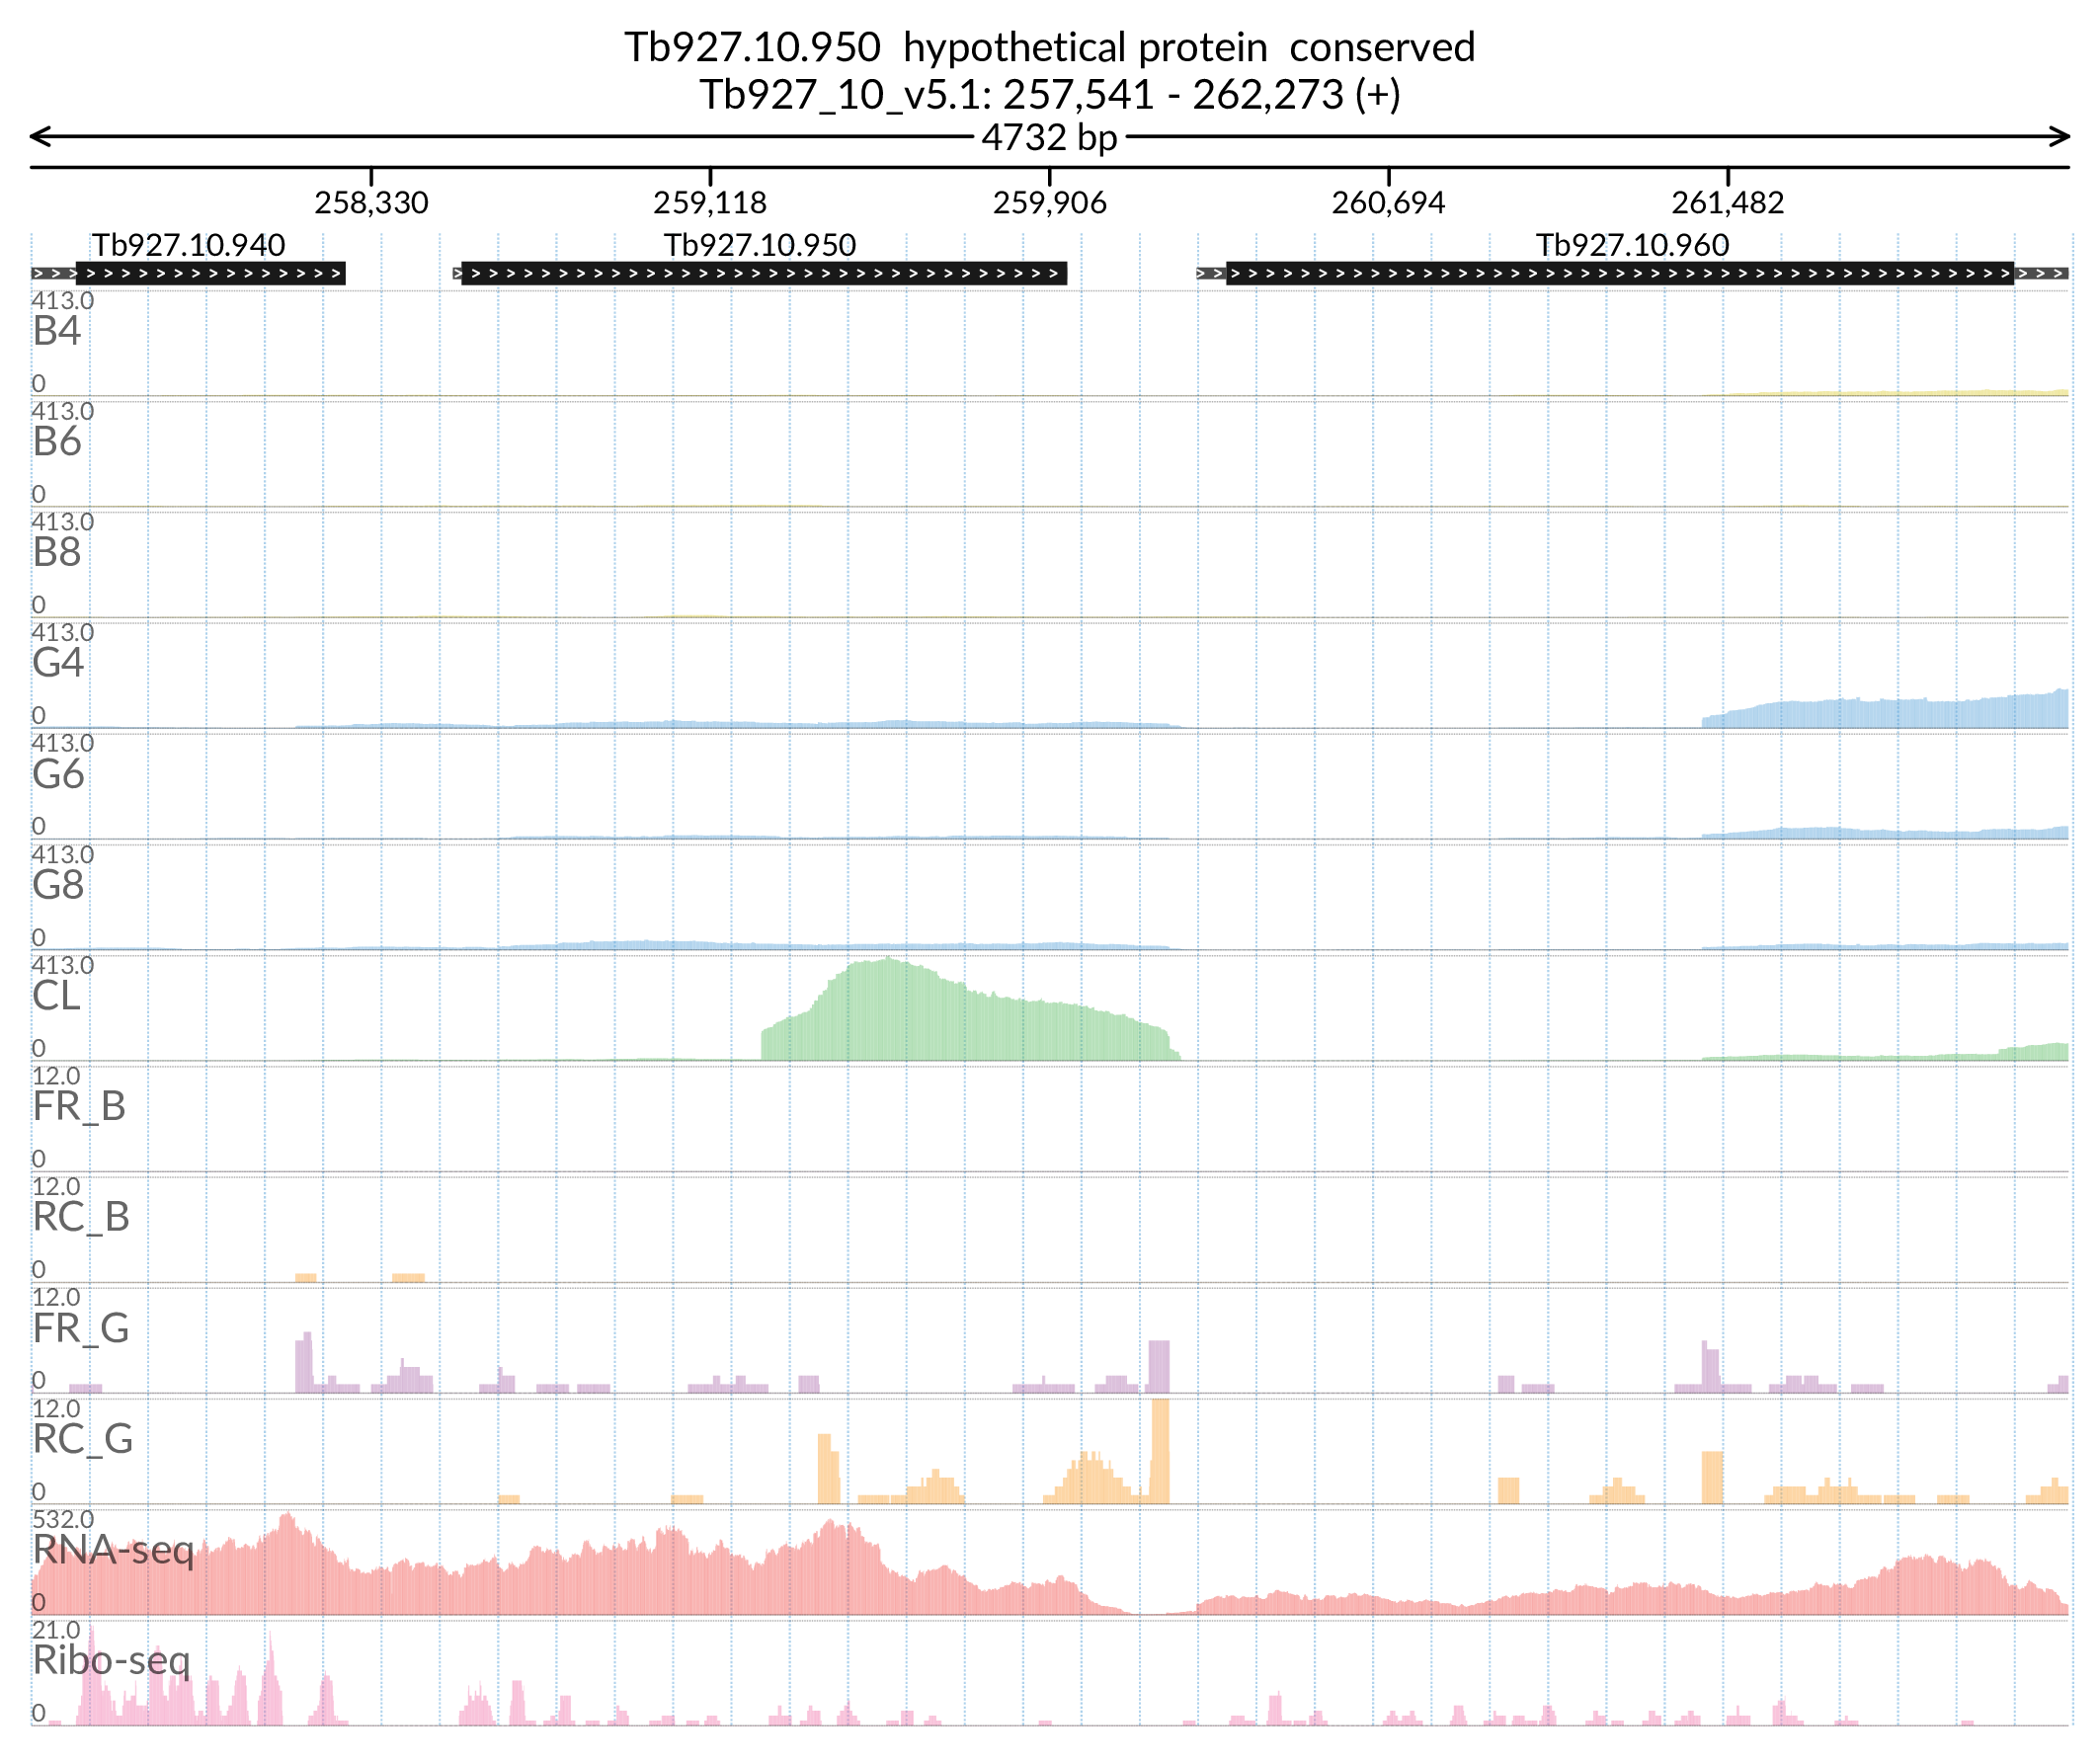 Tb927.10.950 hypothetical protein conserved
Tb927_10_v5.1: 257,541 - 262,273 (+)
4732 bp
258,330 259,118 259,906 260,694 261,482
Tb927.10.940 Tb927.10.950 Tb927.10.960
413.0
B4
0
413.0
B6
0
413.0
B8
0
413.0
G4
0
413.0
G6
0
413.0
G8
0
413.0
CL
0
12.0
FR_B
0
12.0
RC_B
0
12.0
FR_G
0
12.0
RC_G
0
532.0
RNA-seq
0
21.0
Ribo-seq
0